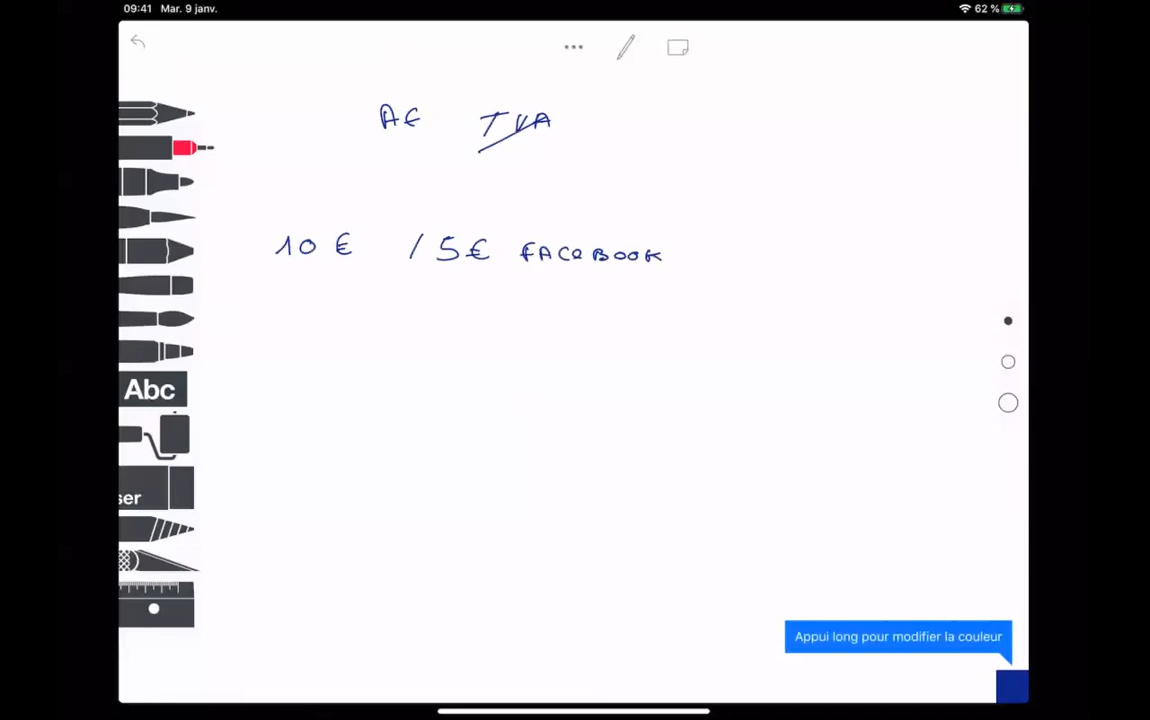 09:41 Mar. 9 janv. 62 %
AE TVA
10 € / 5€ FACEBOOK
Abc
ser
Appui long pour modifier la couleur